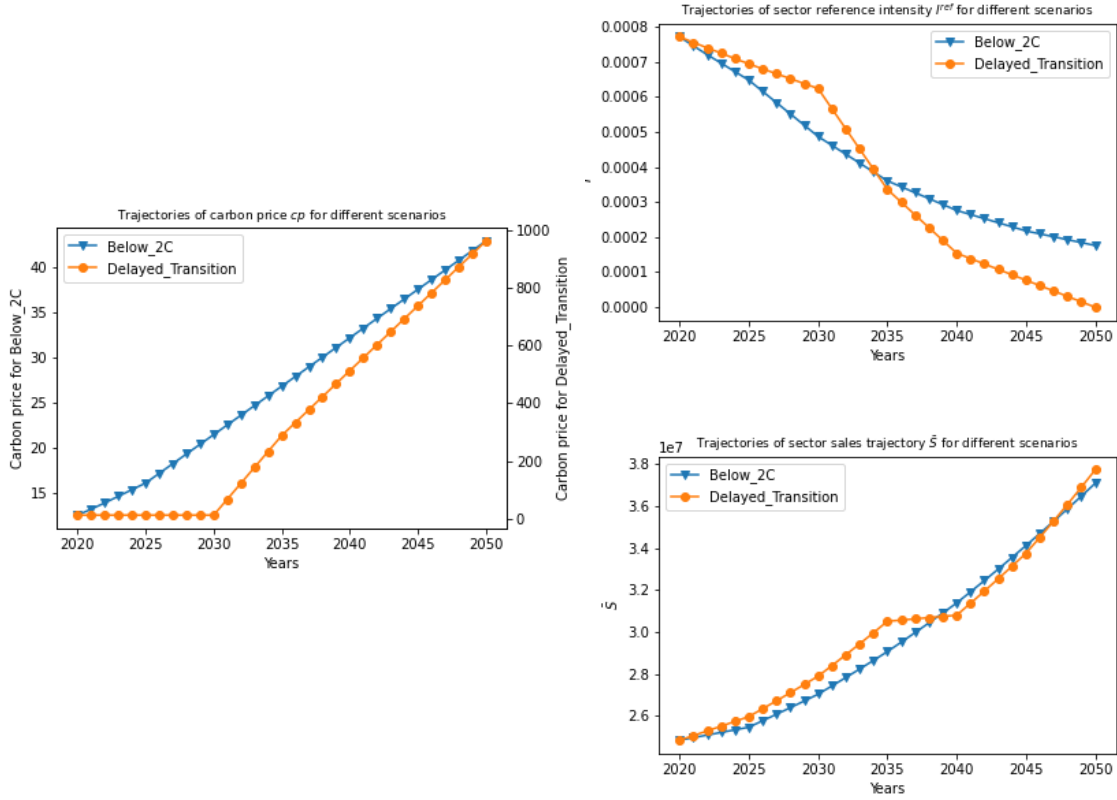 Trajectories of carbon price cp for different scenarios
Below_2C
Delayed_Transition
Carbon price for Below_2C
40
35
30
25
20
15
Carbon price for Delayed_Transition
1000
800
600
400
200
0
2020 2025 2030 2035 2040 2045 2050
Years
Trajectories of sector reference intensity I^ref for different scenarios
Below_2C
Delayed_Transition
0.0008
0.0007
0.0006
0.0005
0.0004
0.0003
0.0002
0.0001
0.0000
2020 2025 2030 2035 2040 2045 2050
Years
Trajectories of sector sales trajectory S̄ for different scenarios
1e7
Below_2C
Delayed_Transition
S̄
3.8
3.6
3.4
3.2
3.0
2.8
2.6
2020 2025 2030 2035 2040 2045 2050
Years